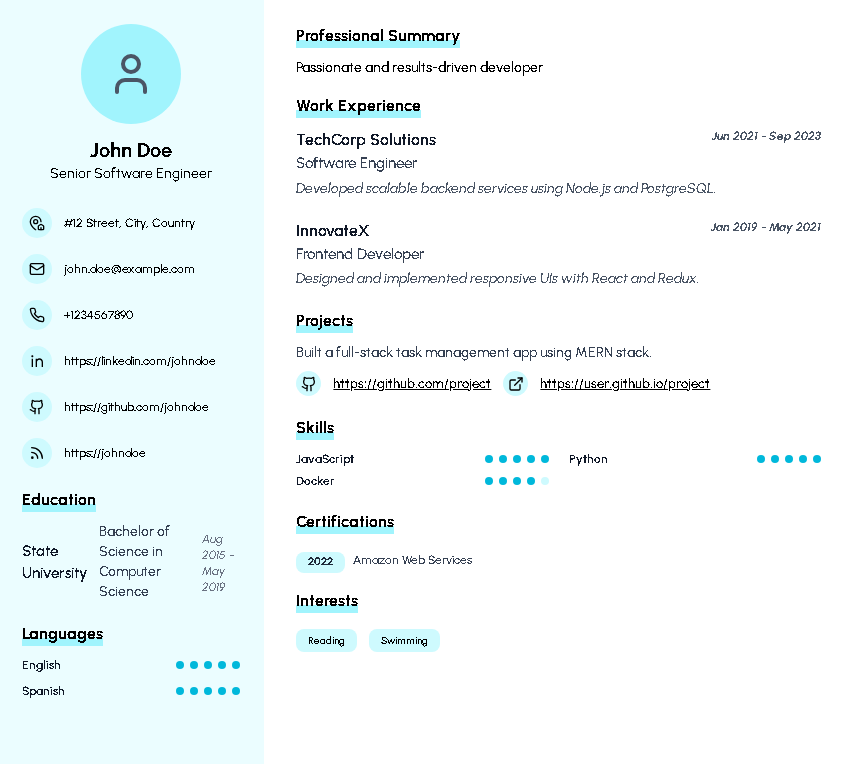 John Doe
Senior Software Engineer
#12 Street, City, Country
john.doe@example.com
+1234567890
https://linkedin.com/johndoe
https://github.com/johndoe
https://johndoe
Education
State
University
Bachelor of
Science in
Computer
Science
Aug
2015 -
May
2019
Languages
English
Spanish
Professional Summary
Passionate and results-driven developer
Work Experience
TechCorp Solutions
Jun 2021 - Sep 2023
Software Engineer
Developed scalable backend services using Node.js and PostgreSQL.
InnovateX
Jan 2019 - May 2021
Frontend Developer
Designed and implemented responsive UIs with React and Redux.
Projects
Built a full-stack task management app using MERN stack.
https://github.com/project https://user.github.io/project
Skills
JavaScript Python
Docker
Certifications
2022 Amazon Web Services
Interests
Reading Swimming